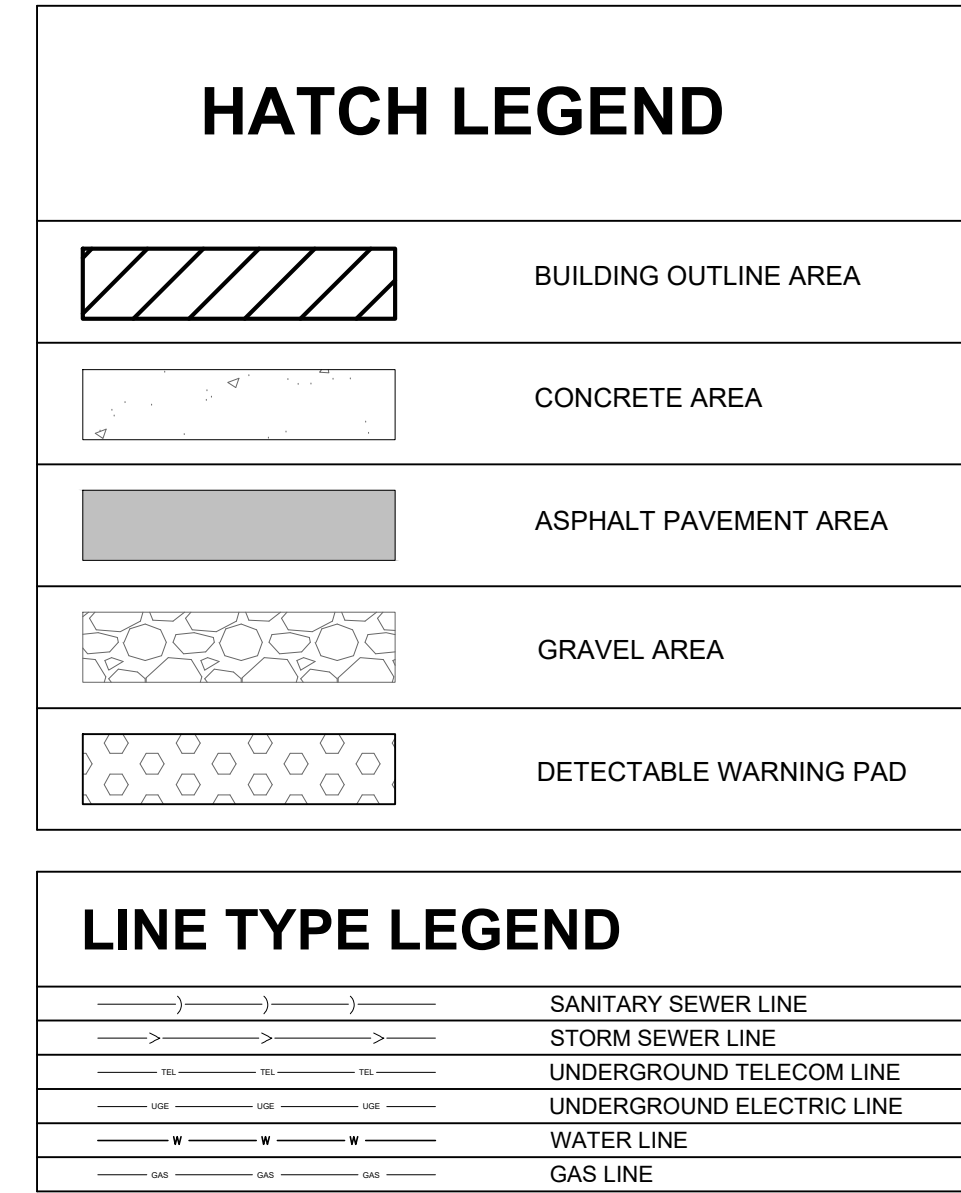 HATCH LEGEND
BUILDING OUTLINE AREA
CONCRETE AREA
ASPHALT PAVEMENT AREA
GRAVEL AREA
DETECTABLE WARNING PAD
LINE TYPE LEGEND
SANITARY SEWER LINE
STORM SEWER LINE
TEL TEL TEL UNDERGROUND TELECOM LINE
UGE UGE UGE UNDERGROUND ELECTRIC LINE
W W W WATER LINE
GAS GAS GAS GAS LINE